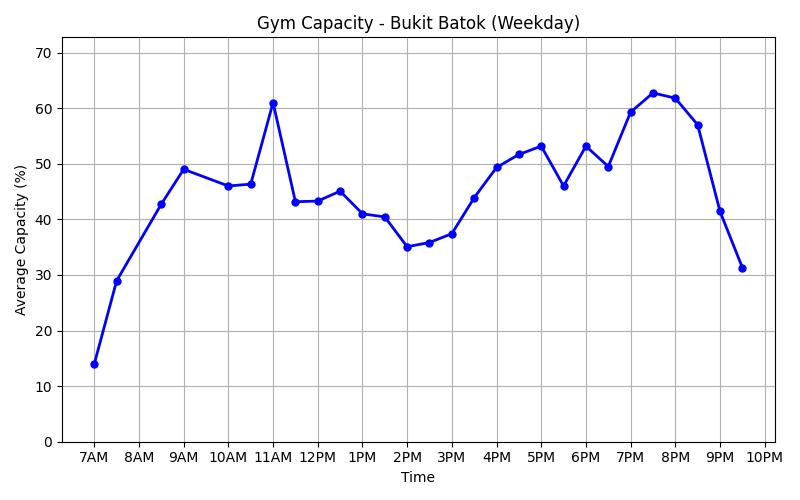 Gym Capacity - Bukit Batok (Weekday)
Average Capacity (%)
70
60
50
40
30
20
10
0
7AM 8AM 9AM 10AM 11AM 12PM 1PM 2PM 3PM 4PM 5PM 6PM 7PM 8PM 9PM 10PM
Time